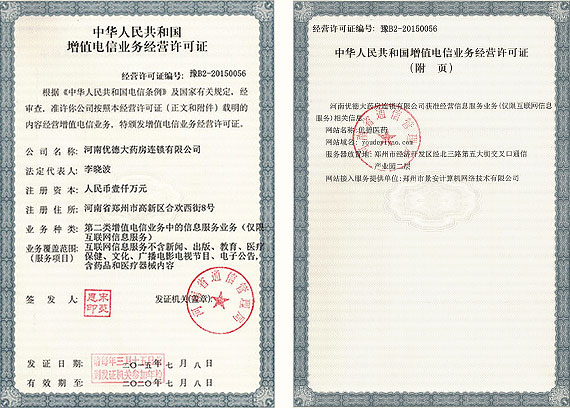 中华人民共和国
增值电信业务经营许可证
经营许可证编号: 豫B2-20150056
根据《中华人民共和国电信条例》及国家有关规定,经
审查,准许你公司按照本经营许可证(正文和附件)载明的
内容经营增值电信业务,特颁发增值电信业务经营许可证。
公司名称: 河南优德大药房连锁有限公司
法定代表人: 李晓波
注册资本: 人民币壹仟万元
注册住所: 河南省郑州市高新区合欢西街8号
业务种类: 第二类增值电信业务中的信息服务业务(仅限
互联网信息服务)
业务覆盖范围: 互联网信息服务不含新闻、出版、教育、医疗
(服务项目) 保健、文化、广播电影电视节目、电子公告,
含药品和医疗器械内容
签发人:
发证机关(盖章):
河南省通信管理局
发证日期: 二〇一五年七月八日
有效期至: 二〇二〇年七月八日
请每年三月十五日前
到发证机关参加年检
经营许可证编号: 豫B2-20150056
中华人民共和国增值电信业务经营许可证
(附 页)
河南优德大药房连锁有限公司获准经营信息服务业务(仅限互联网信息
服务)相关信息
网站名称: 优德医药
网站域名: youdeyiyao.com
服务器放置地: 郑州市经济开发区经北三路第五大街交叉口通信
产业园二层
网站接入服务提供单位: 郑州市景安计算机网络技术有限公司